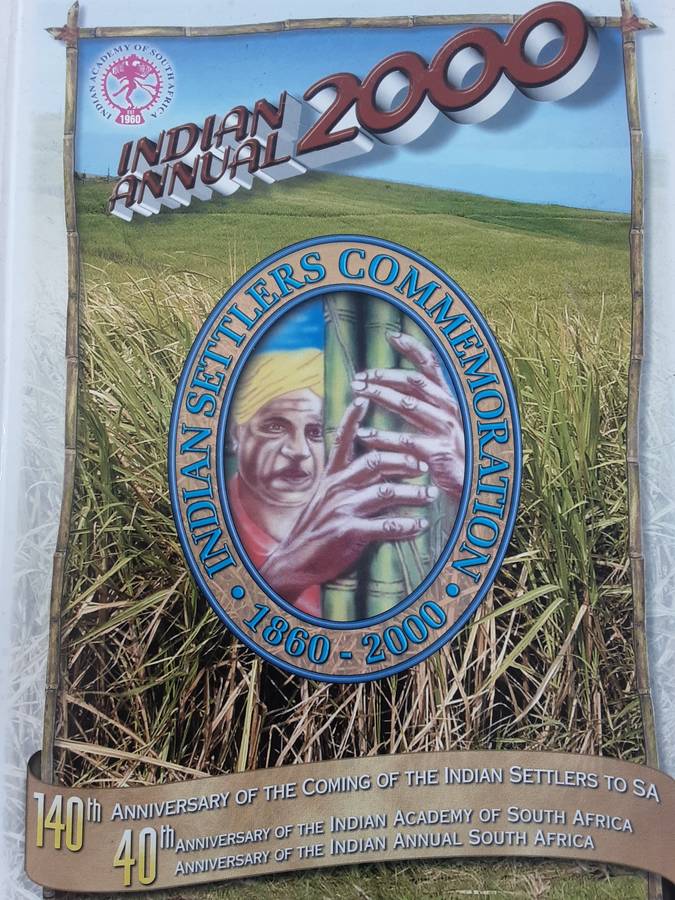 INDIAN ACADEMY OF SOUTH AFRICA
EST
1960
INDIAN
ANNUAL
2000
INDIAN SETTLERS COMMEMORATION
• 1860 - 2000 •
140th ANNIVERSARY OF THE COMING OF THE INDIAN SETTLERS TO SA
40th ANNIVERSARY OF THE INDIAN ACADEMY OF SOUTH AFRICA
ANNIVERSARY OF THE INDIAN ANNUAL SOUTH AFRICA